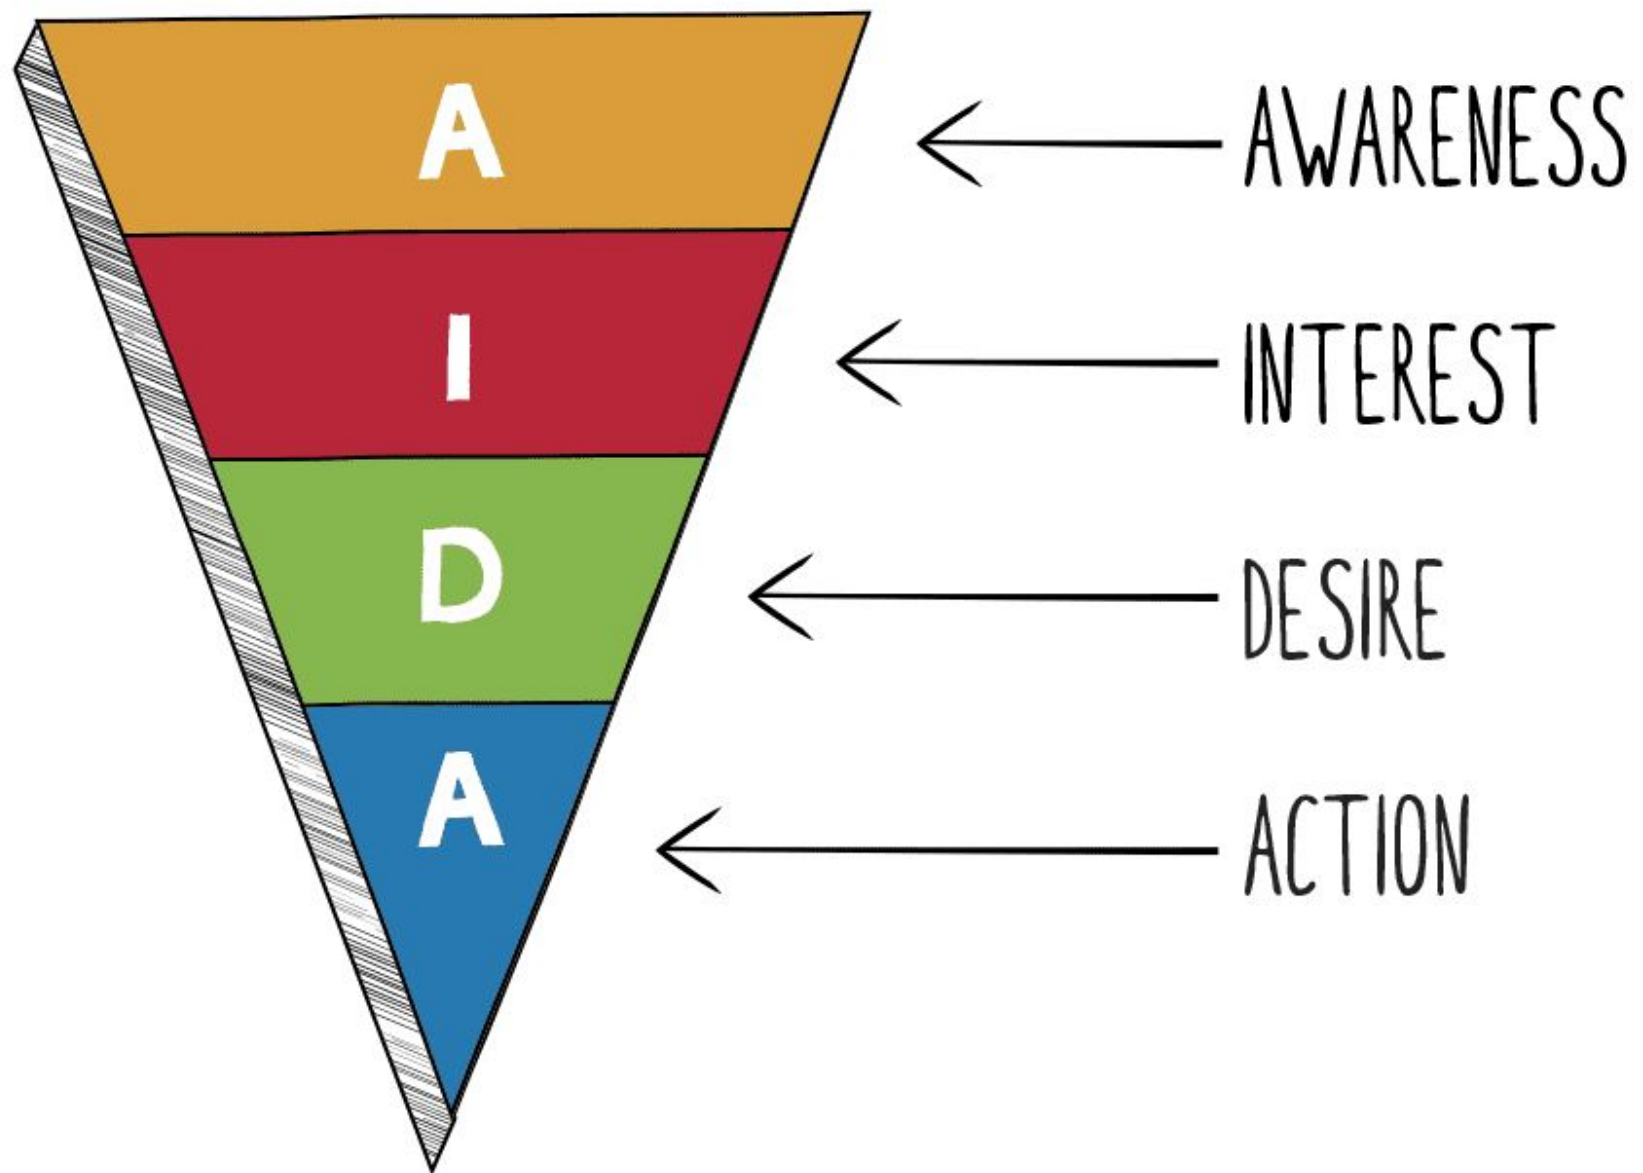 A
AWARENESS
I
INTEREST
D
DESIRE
A
ACTION